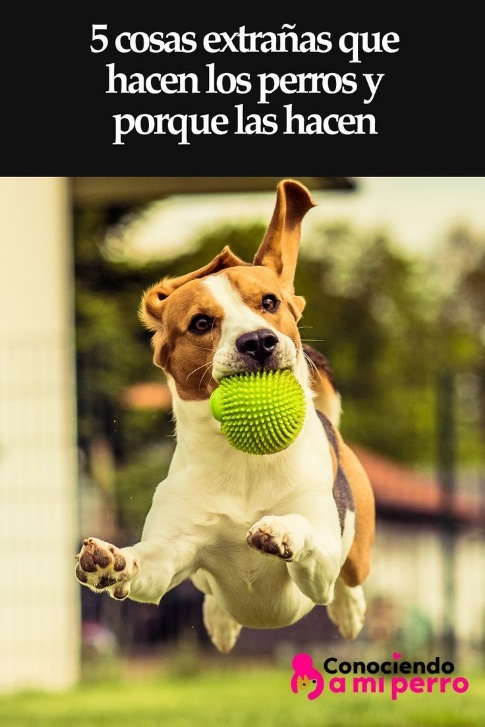 5 cosas extrañas que
hacen los perros y
porque las hacen
Conociendo
a mi perro